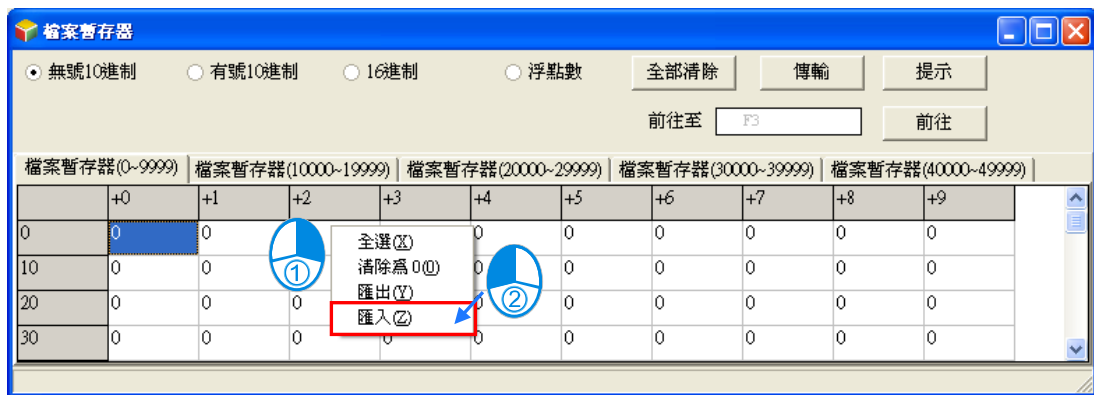 檔案暫存器
無號10進制 有號10進制 16進制 浮點數 全部清除 傳輸 提示
前往至 F3 前往
檔案暫存器(0~9999) 檔案暫存器(10000~19999) 檔案暫存器(20000~29999) 檔案暫存器(30000~39999) 檔案暫存器(40000~49999)
+0 +1 +2 +3 +4 +5 +6 +7 +8 +9
0 0 0 0 0 0 0 0 0
全選(X)
10 0 0 ① 清除為 0(0) 0 0 0 0 0 0
匯出(Y)
20 0 0 0 ② 0 0 0 0 0
匯入(Z)
30 0 0 0 0 0 0 0 0 0 0